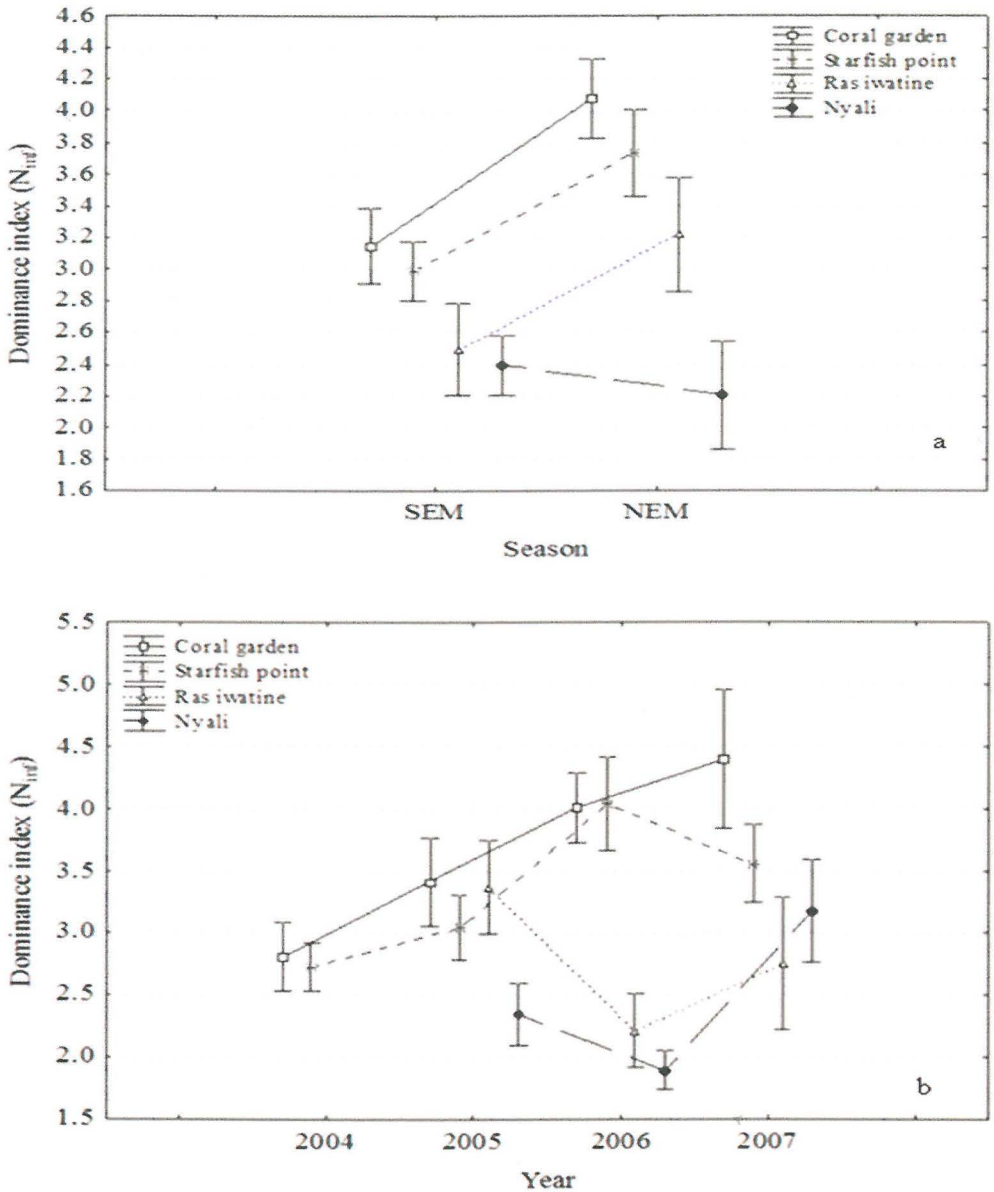 4.6
4.4
4.2
4.0
3.8
3.6
3.4
3.2
3.0
2.8
2.6
2.4
2.2
2.0
1.8
1.6
Dominance index (N_inf)
Coral garden
Starfish point
Ras iwatine
Nyali
a
SEM NEM
Season
5.5
5.0
4.5
4.0
3.5
3.0
2.5
2.0
1.5
Dominance index (N_inf)
Coral garden
Starfish point
Ras iwatine
Nyali
b
2004 2005 2006 2007
Year